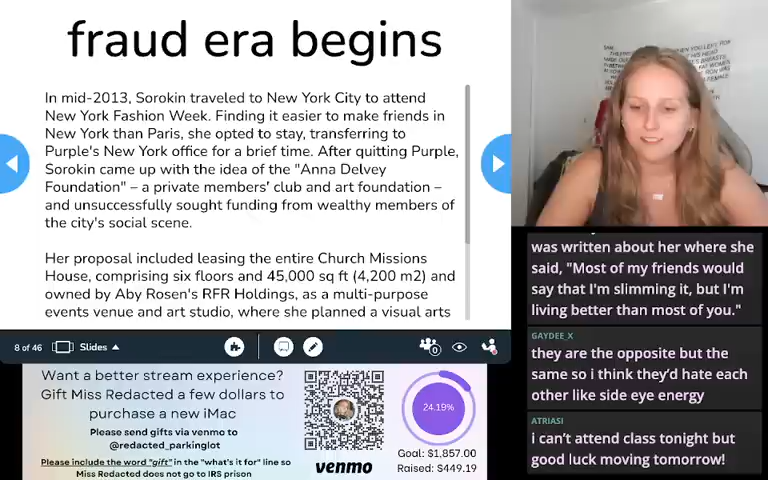 fraud era begins
In mid-2013, Sorokin traveled to New York City to attend
New York Fashion Week. Finding it easier to make friends in
New York than Paris, she opted to stay, transferring to
Purple's New York office for a brief time. After quitting Purple,
Sorokin came up with the idea of the "Anna Delvey
Foundation" – a private members' club and art foundation –
and unsuccessfully sought funding from wealthy members of
the city's social scene.
Her proposal included leasing the entire Church Missions
House, comprising six floors and 45,000 sq ft (4,200 m2) and
owned by Aby Rosen's RFR Holdings, as a multi-purpose
events venue and art studio, where she planned a visual arts
8 of 46
Slides
0
Want a better stream experience?
Gift Miss Redacted a few dollars to
purchase a new iMac
Please send gifts via venmo to
@redacted_parkinglot
Please include the word "gift" in the "what's it for" line so
Miss Redacted does not go to IRS prison
venmo
24.19%
Goal: $1,857.00
Raised: $449.19
was written about her where she
said, "Most of my friends would
say that I'm slimming it, but I'm
living better than most of you."
GAYDEE_X
they are the opposite but the
same so i think they'd hate each
other like side eye energy
ATRIASI
i can't attend class tonight but
good luck moving tomorrow!